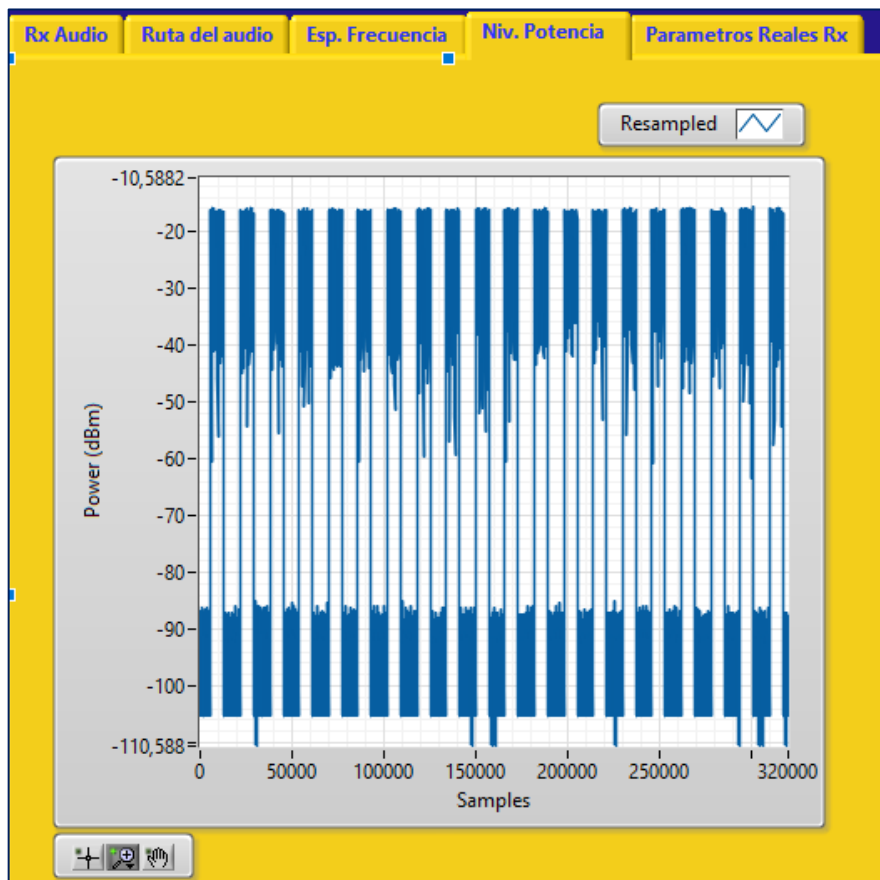 Rx Audio Ruta del audio Esp. Frecuencia Niv. Potencia Parametros Reales Rx
Resampled
-10,5882
-20
-30
-40
-50
-60
-70
-80
-90
-100
-110,588
Power (dBm)
0 50000 100000 150000 200000 250000 320000
Samples